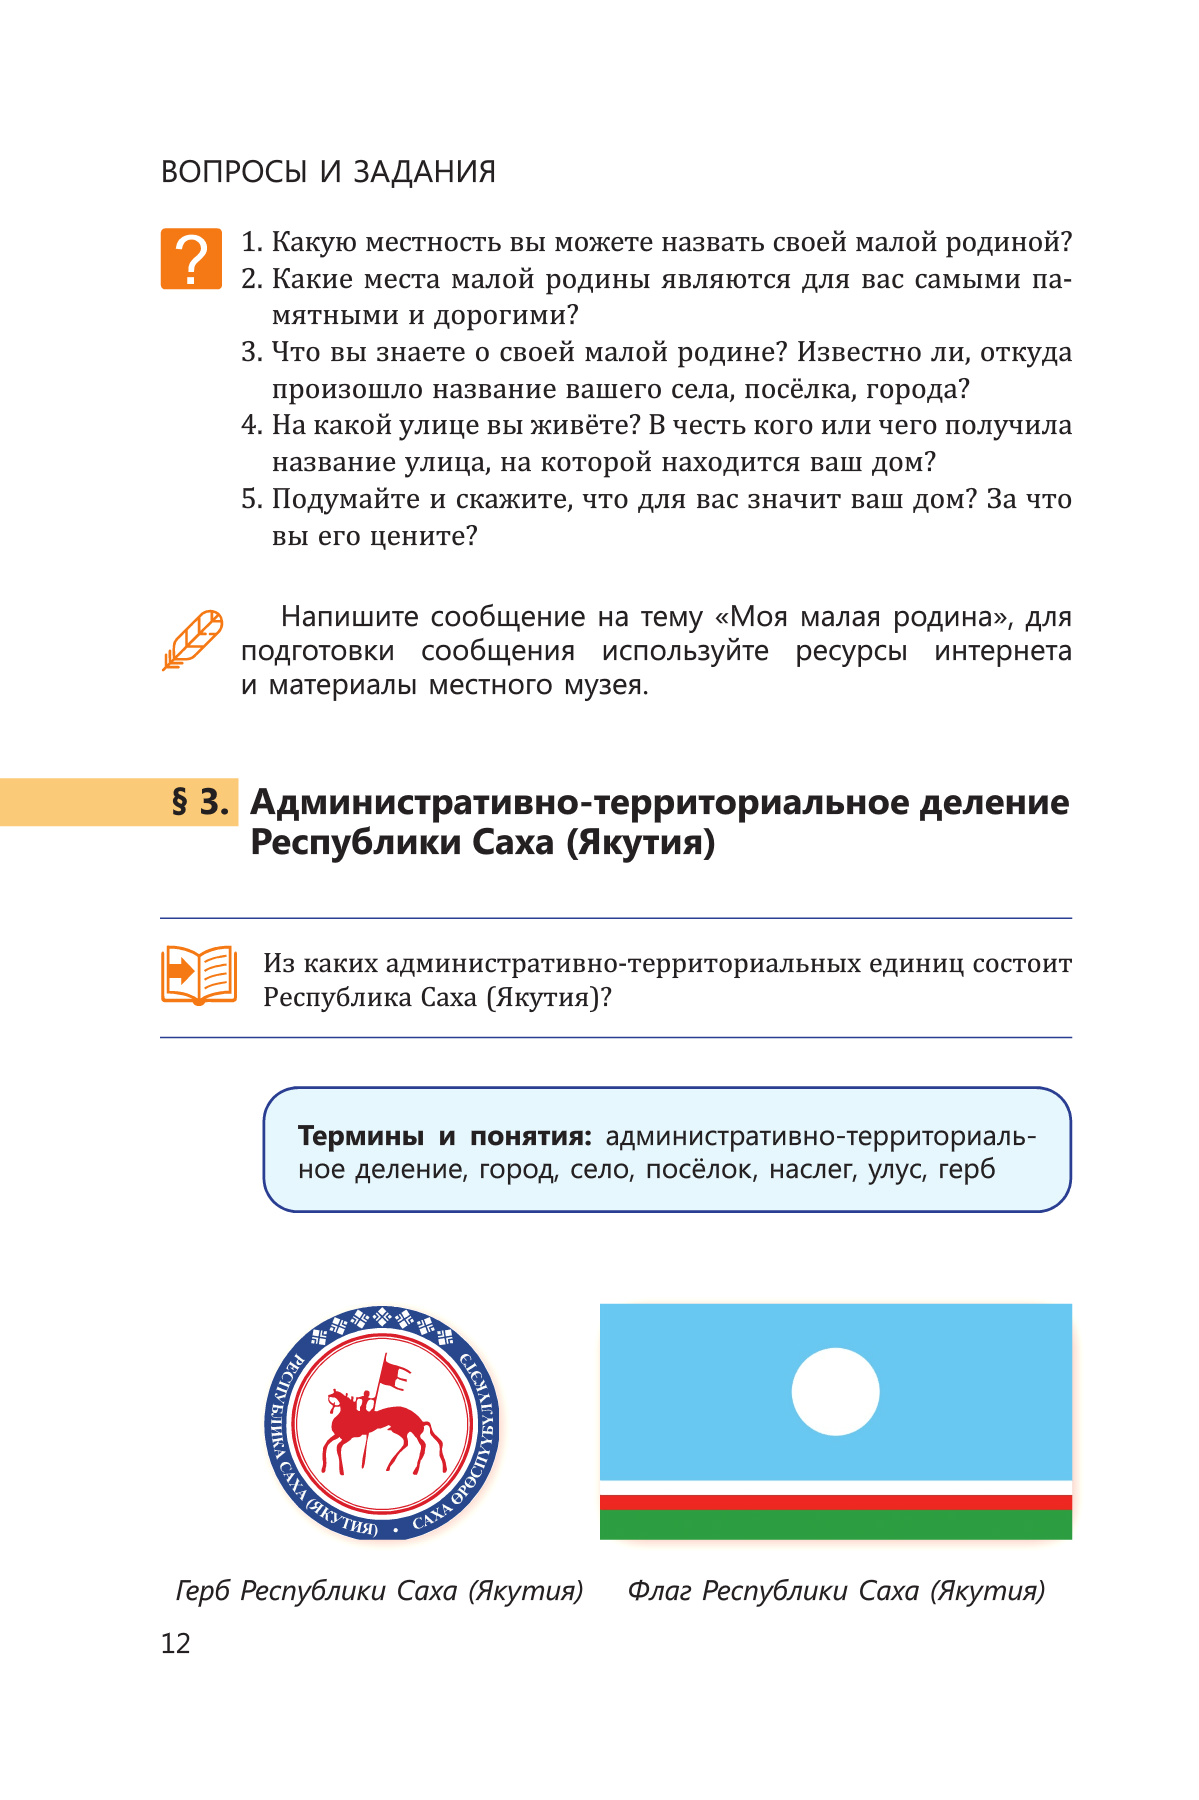 ВОПРОСЫ И ЗАДАНИЯ
?
1. Какую местность вы можете назвать своей малой родиной?
2. Какие места малой родины являются для вас самыми па-
мятными и дорогими?
3. Что вы знаете о своей малой родине? Известно ли, откуда
произошло название вашего села, посёлка, города?
4. На какой улице вы живёте? В честь кого или чего получила
название улица, на которой находится ваш дом?
5. Подумайте и скажите, что для вас значит ваш дом? За что
вы его цените?
Напишите сообщение на тему «Моя малая родина», для
подготовки сообщения используйте ресурсы интернета
и материалы местного музея.
§ 3. Административно-территориальное деление
Республики Саха (Якутия)
Из каких административно-территориальных единиц состоит
Республика Саха (Якутия)?
Термины и понятия: административно-территориаль-
ное деление, город, село, посёлок, наслег, улус, герб
РЕСПУБЛИКА САХА (ЯКУТИЯ) • САХА ӨРӨСПҮҮБҮЛҮКЭТЭ
Герб Республики Саха (Якутия)
Флаг Республики Саха (Якутия)
12